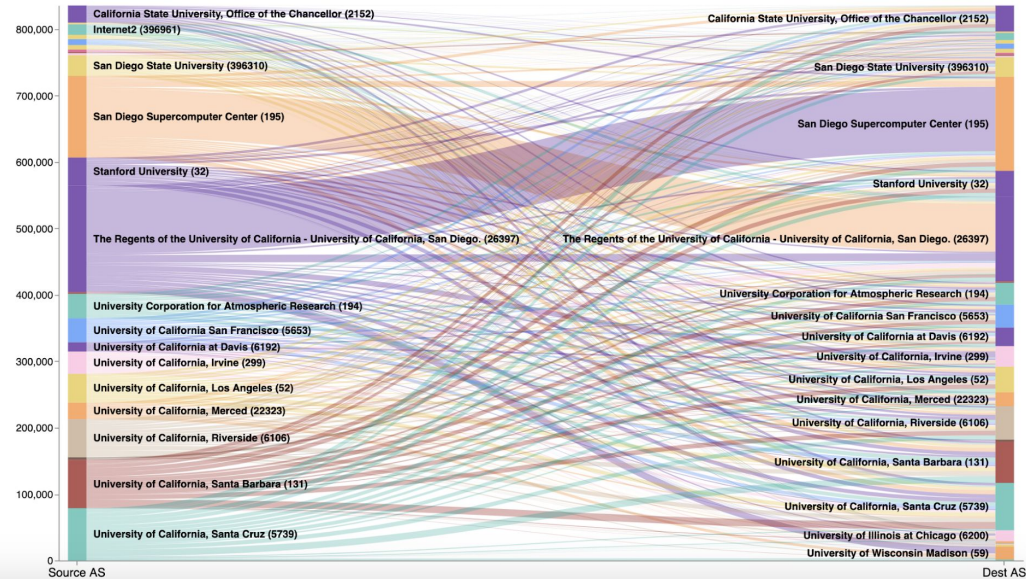 800,000
700,000
600,000
500,000
400,000
300,000
200,000
100,000
0
Source AS
California State University, Office of the Chancellor (2152)
Internet2 (396961)
San Diego State University (396310)
San Diego Supercomputer Center (195)
Stanford University (32)
The Regents of the University of California - University of California, San Diego. (26397)
University Corporation for Atmospheric Research (194)
University of California San Francisco (5653)
University of California at Davis (6192)
University of California, Irvine (299)
University of California, Los Angeles (52)
University of California, Merced (22323)
University of California, Riverside (6106)
University of California, Santa Barbara (131)
University of California, Santa Cruz (5739)
California State University, Office of the Chancellor (2152)
San Diego State University (396310)
San Diego Supercomputer Center (195)
Stanford University (32)
The Regents of the University of California - University of California, San Diego. (26397)
University Corporation for Atmospheric Research (194)
University of California San Francisco (5653)
University of California at Davis (6192)
University of California, Irvine (299)
University of California, Los Angeles (52)
University of California, Merced (22323)
University of California, Riverside (6106)
University of California, Santa Barbara (131)
University of California, Santa Cruz (5739)
University of Illinois at Chicago (6200)
University of Wisconsin Madison (59)
Dest AS